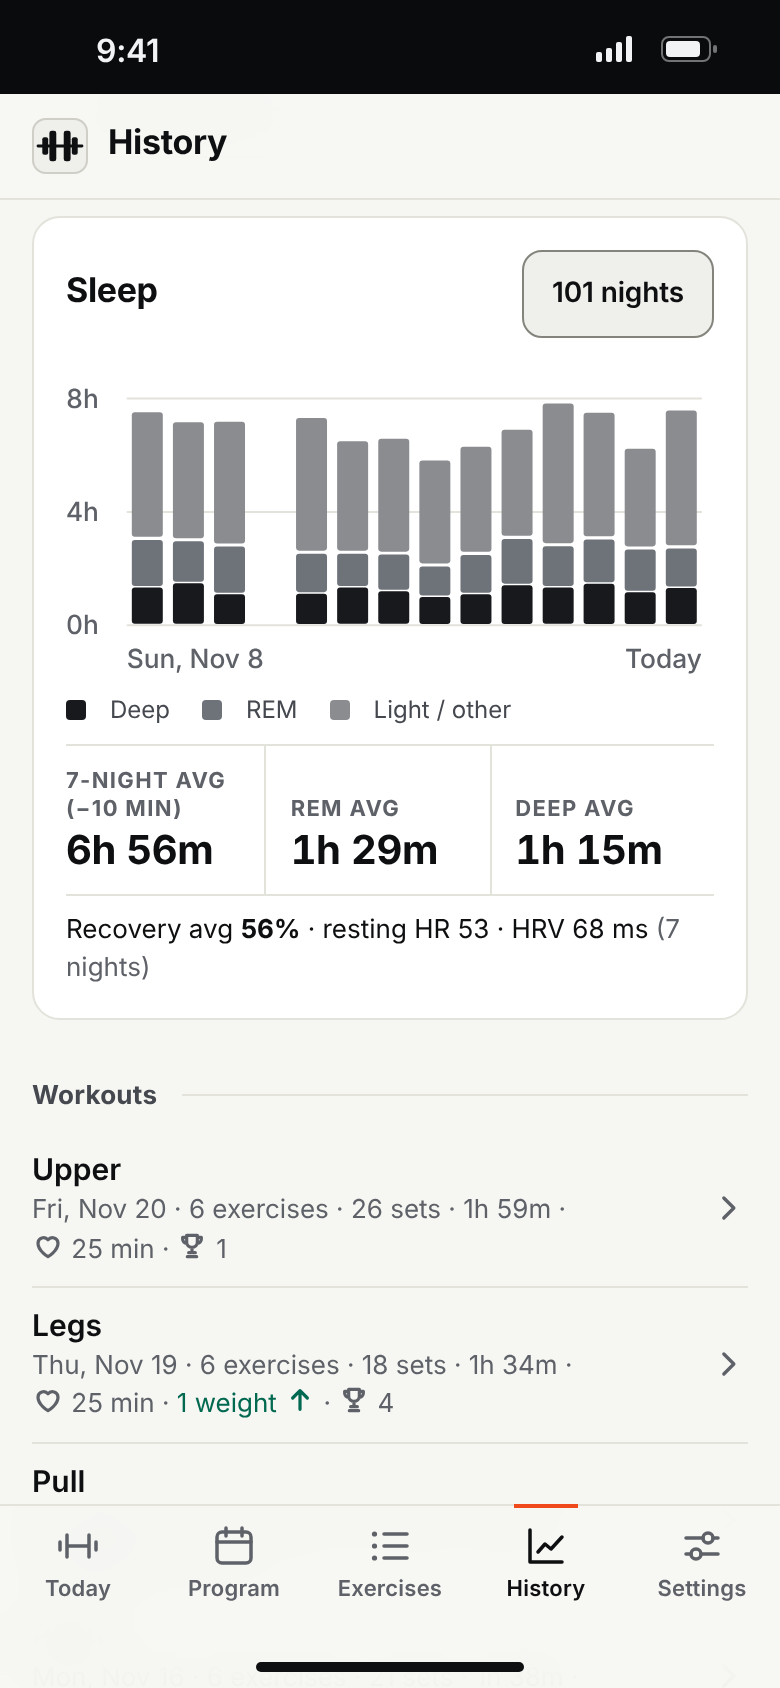 9:41
History
Sleep
101 nights
8h
4h
0h
Sun, Nov 8
Today
Deep
REM
Light / other
7-NIGHT AVG
(−10 MIN)
6h 56m
REM AVG
1h 29m
DEEP AVG
1h 15m
Recovery avg 56% · resting HR 53 · HRV 68 ms (7
nights)
Workouts
Upper
Fri, Nov 20 · 6 exercises · 26 sets · 1h 59m ·
25 min · 1
Legs
Thu, Nov 19 · 6 exercises · 18 sets · 1h 34m ·
25 min · 1 weight ↑ · 4
Pull
Today
Program
Exercises
History
Settings